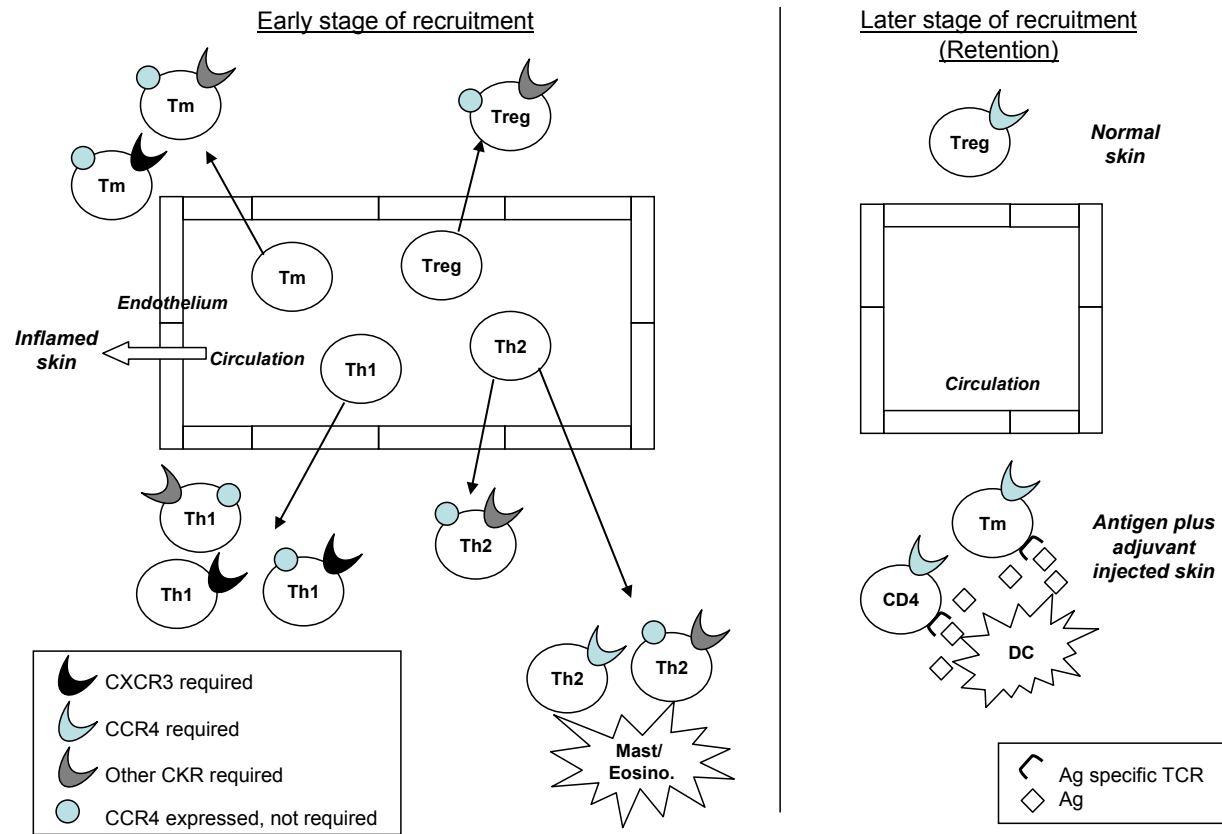 Early stage of recruitment
Later stage of recruitment
(Retention)
Tm
Tm
Treg
Tm
Treg
Endothelium
Inflamed
skin
Circulation
Th1
Th2
Th1
Th1
Th1
Th2
Th2
Th2
Mast/
Eosino.
CXCR3 required
CCR4 required
Other CKR required
CCR4 expressed, not required
Treg
Normal
skin
Circulation
Tm
Antigen plus
adjuvant
injected skin
CD4
DC
Ag specific TCR
Ag